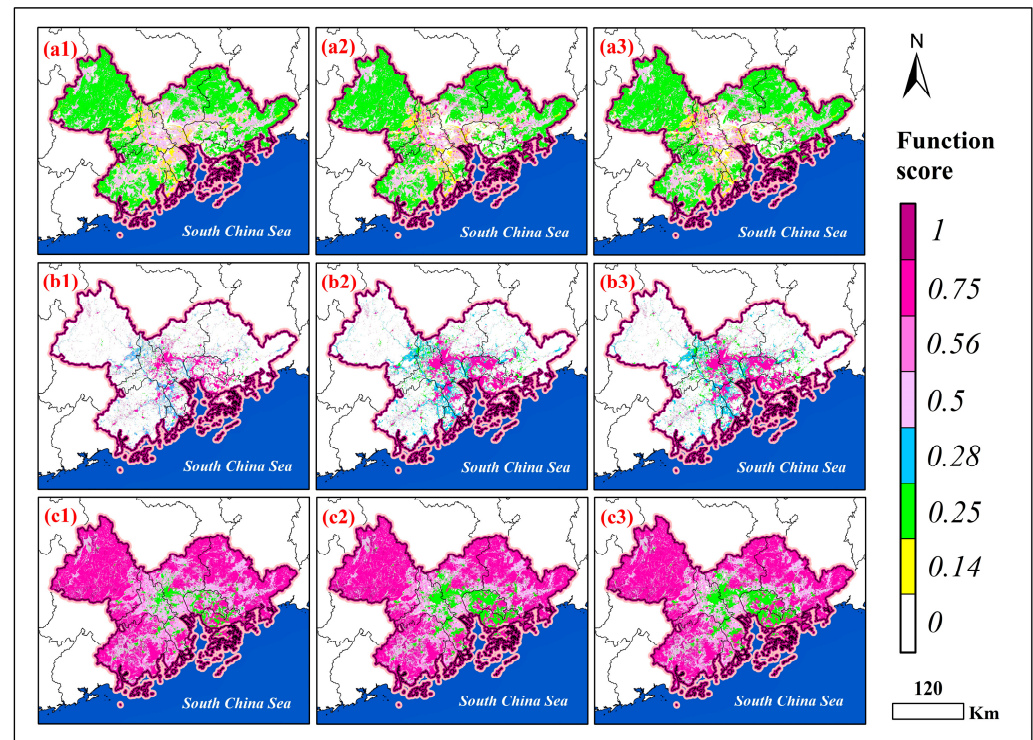 (a1)
(a2)
(a3)
South China Sea
South China Sea
South China Sea
(b1)
(b2)
(b3)
South China Sea
South China Sea
South China Sea
(c1)
(c2)
(c3)
South China Sea
South China Sea
South China Sea
N
Function
score
1
0.75
0.56
0.5
0.28
0.25
0.14
0
120
Km